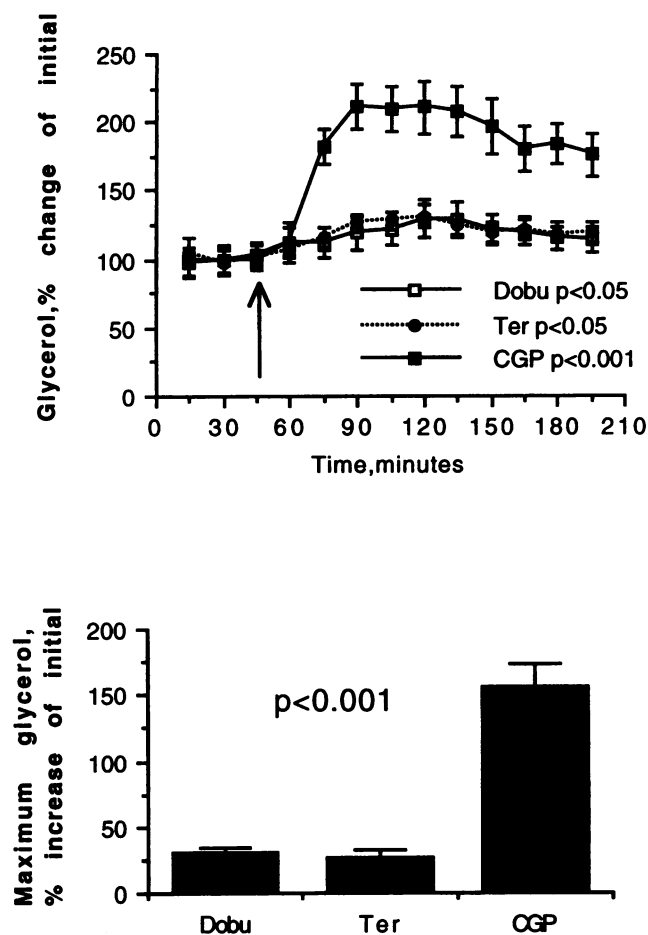 Glycerol,% change of initial
250
200
150
100
50
0
Dobu p<0.05
Ter p<0.05
CGP p<0.001
0 30 60 90 120 150 180 210
Time,minutes
Maximum glycerol,
% increase of initial
200
150
100
50
0
p<0.001
Dobu Ter CGP